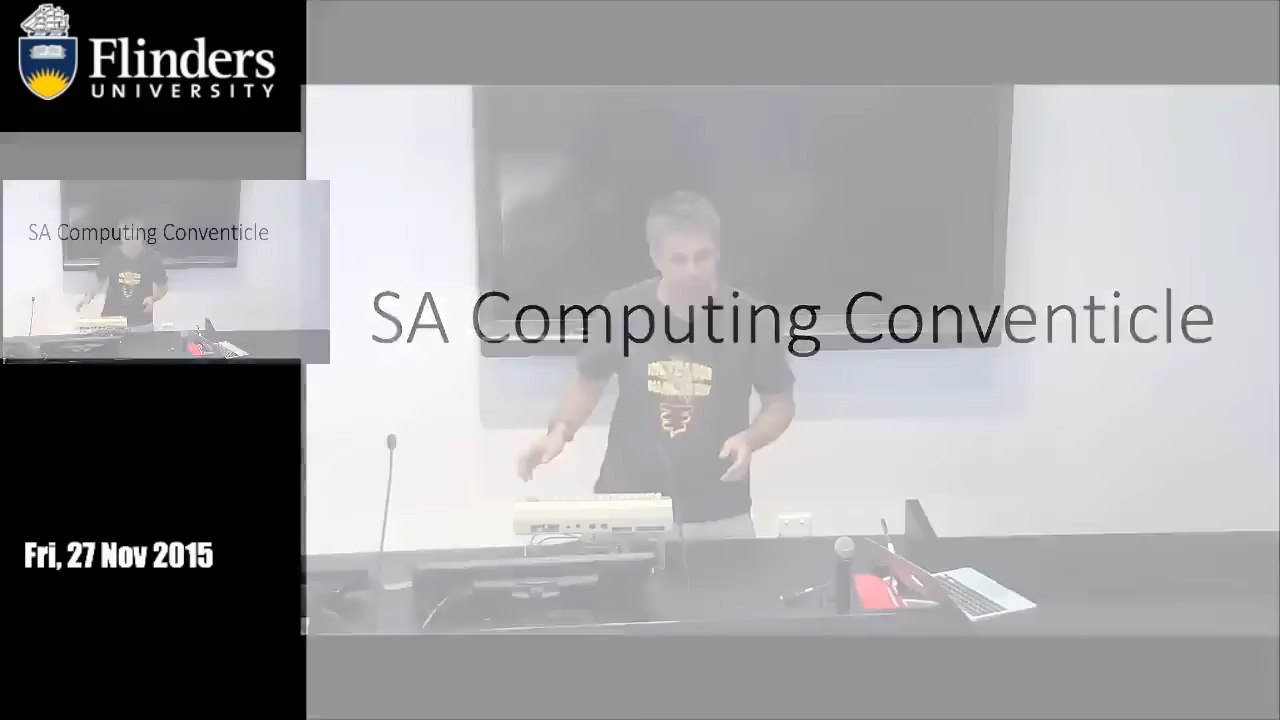 Flinders
UNIVERSITY
SA Computing Conventicle
SA Computing Conventicle
Fri, 27 Nov 2015